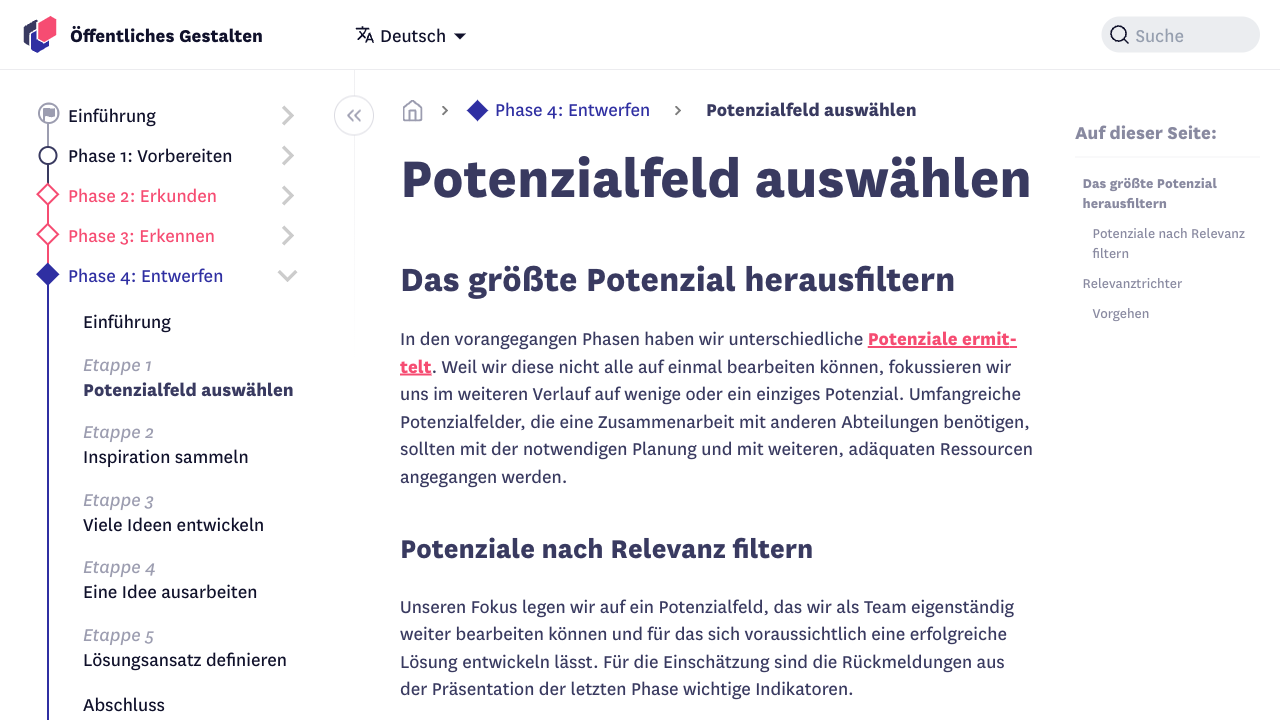 Öffentliches Gestalten
Deutsch
Suche
Einführung
Phase 1: Vorbereiten
Phase 2: Erkunden
Phase 3: Erkennen
Phase 4: Entwerfen
Einführung
Etappe 1
Potenzialfeld auswählen
Etappe 2
Inspiration sammeln
Etappe 3
Viele Ideen entwickeln
Etappe 4
Eine Idee ausarbeiten
Etappe 5
Lösungsansatz definieren
Abschluss
Phase 4: Entwerfen
Potenzialfeld auswählen
Potenzialfeld auswählen
Das größte Potenzial herausfiltern
In den vorangegangen Phasen haben wir unterschiedliche Potenziale ermit-
telt. Weil wir diese nicht alle auf einmal bearbeiten können, fokussieren wir
uns im weiteren Verlauf auf wenige oder ein einziges Potenzial. Umfangreiche
Potenzialfelder, die eine Zusammenarbeit mit anderen Abteilungen benötigen,
sollten mit der notwendigen Planung und mit weiteren, adäquaten Ressourcen
angegangen werden.
Potenziale nach Relevanz filtern
Unseren Fokus legen wir auf ein Potenzialfeld, das wir als Team eigenständig
weiter bearbeiten können und für das sich voraussichtlich eine erfolgreiche
Lösung entwickeln lässt. Für die Einschätzung sind die Rückmeldungen aus
der Präsentation der letzten Phase wichtige Indikatoren.
Auf dieser Seite:
Das größte Potenzial
herausfiltern
Potenziale nach Relevanz
filtern
Relevanztrichter
Vorgehen